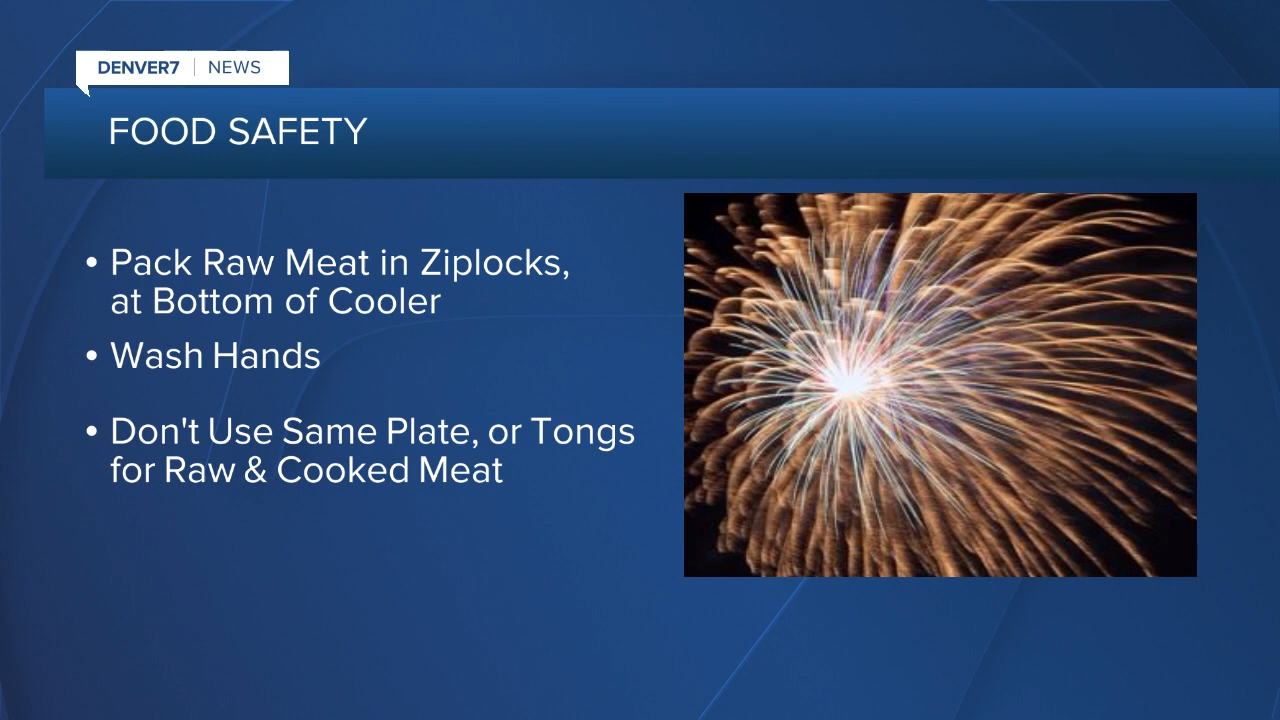 DENVER7 | NEWS
FOOD SAFETY
• Pack Raw Meat in Ziplocks,
at Bottom of Cooler
• Wash Hands
• Don't Use Same Plate, or Tongs
for Raw & Cooked Meat